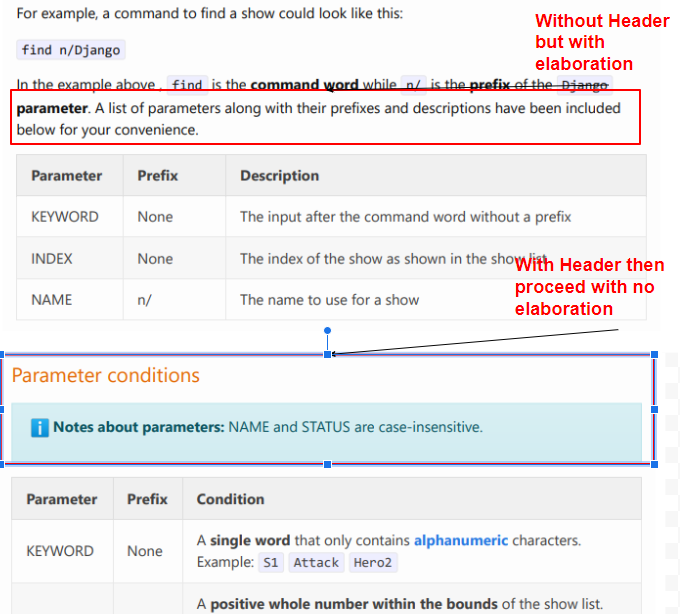 For example, a command to find a show could look like this:
Without Header
but with
elaboration
find n/Django
In the example above , find is the command word while n/ is the prefix of the Django
parameter. A list of parameters along with their prefixes and descriptions have been included
below for your convenience.
Parameter Prefix Description
KEYWORD None The input after the command word without a prefix
INDEX None The index of the show as shown in the show list
NAME n/ The name to use for a show
With Header then
proceed with no
elaboration
Parameter conditions
i Notes about parameters: NAME and STATUS are case-insensitive.
Parameter Prefix Condition
KEYWORD None A single word that only contains alphanumeric characters.
Example: S1 Attack Hero2
A positive whole number within the bounds of the show list.